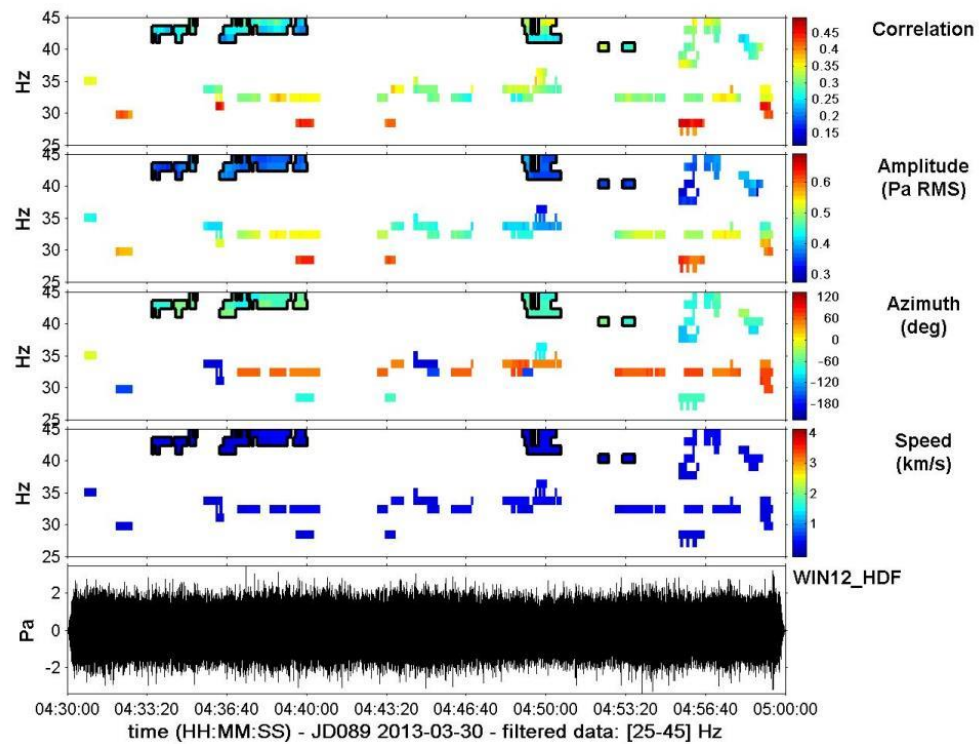 45 40 35 30 25 Hz 0.45 0.4 0.35 0.3 0.25 0.2 0.15 Correlation
45 40 35 30 25 Hz 0.6 0.5 0.4 0.3 Amplitude
(Pa RMS)
45 40 35 30 25 Hz 120 60 0 -60 -120 -180 Azimuth
(deg)
45 40 35 30 25 Hz 4 3 2 1 Speed
(km/s)
2 0 -2 Pa WIN12_HDF
04:30:00 04:33:20 04:36:40 04:40:00 04:43:20 04:46:40 04:50:00 04:53:20 04:56:40 05:00:00
time (HH:MM:SS) - JD089 2013-03-30 - filtered data: [25-45] Hz